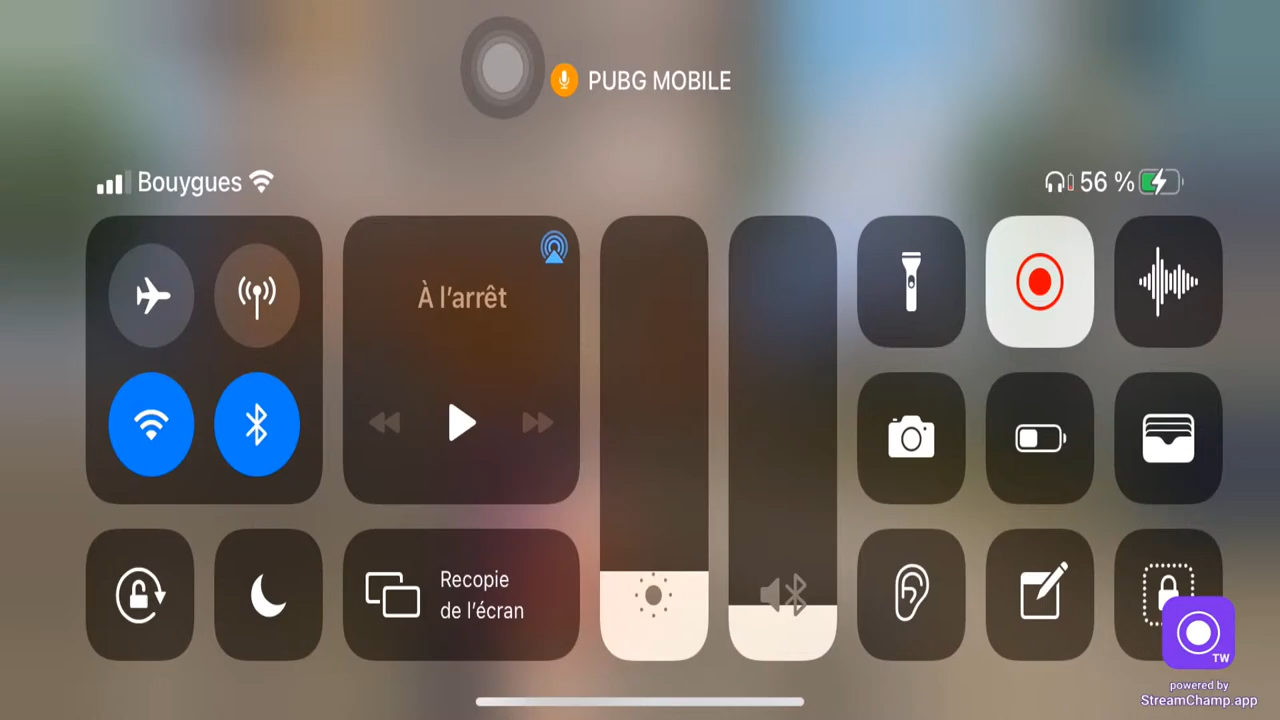 PUBG MOBILE
Bouygues
56 %
À l’arrêt
Recopie
de l’écran
TW
powered by
StreamChamp.app